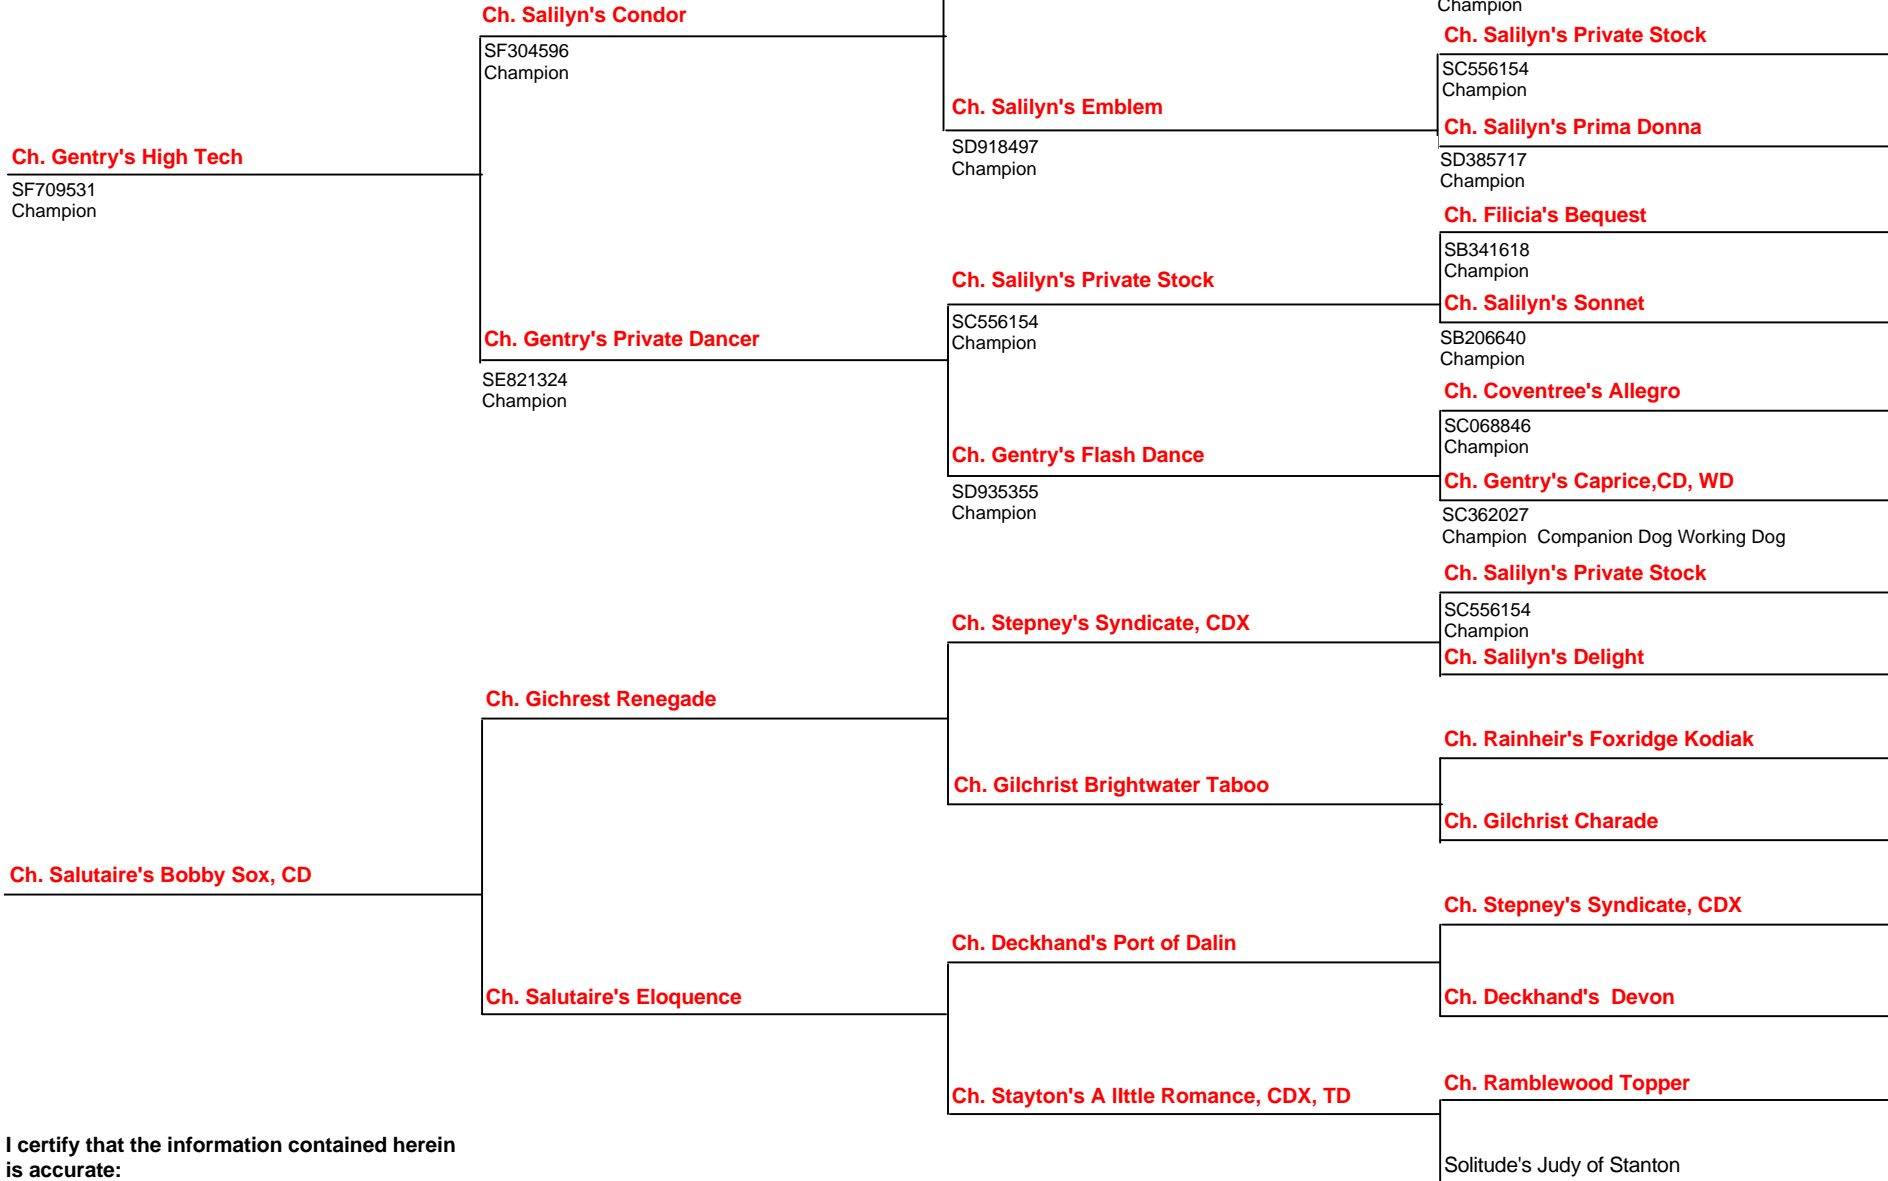 Champion
Ch. Salilyn's Condor
SF304596
Champion
Ch. Salilyn's Private Stock
SC556154
Champion
Ch. Salilyn's Emblem
SD918497
Champion
Ch. Salilyn's Prima Donna
SD385717
Champion
Ch. Gentry's High Tech
SF709531
Champion
Ch. Filicia's Bequest
SB341618
Champion
Ch. Salilyn's Private Stock
SC556154
Champion
Ch. Salilyn's Sonnet
SB206640
Champion
Ch. Gentry's Private Dancer
SE821324
Champion
Ch. Coventree's Allegro
SC068846
Champion
Ch. Gentry's Flash Dance
SD935355
Champion
Ch. Gentry's Caprice,CD, WD
SC362027
Champion  Companion Dog Working Dog
Ch. Salilyn's Private Stock
SC556154
Champion
Ch. Stepney's Syndicate, CDX
Ch. Salilyn's Delight
Ch. Gichrest Renegade
Ch. Rainheir's Foxridge Kodiak
Ch. Gilchrist Brightwater Taboo
Ch. Gilchrist Charade
Ch. Salutaire's Bobby Sox, CD
Ch. Stepney's Syndicate, CDX
Ch. Deckhand's Port of Dalin
Ch. Salutaire's Eloquence
Ch. Deckhand's  Devon
Ch. Ramblewood Topper
Ch. Stayton's A lIttle Romance, CDX, TD
Solitude's Judy of Stanton
I certify that the information contained herein
is accurate: